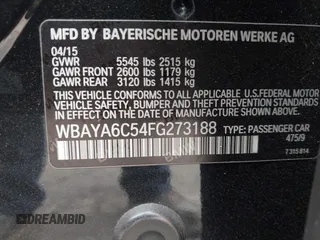 MFD BY BAYERISCHE MOTOREN WERKE AG
04/15
GVWR 5545 lbs 2515 kg
GAWR FRONT 2600 lbs 1179 kg
GAWR REAR 3120 lbs 1415 kg
THIS VEHICLE CONFORMS TO ALL APPLICABLE U.S.FEDERAL MOTOR
VEHICLE SAFETY, BUMPER, AND THEFT PREVENTION STANDARDS
IN EFFECT ON THE DATE OF MANUFACTURE SHOWN ABOVE.
WBAYA6C54FG273188 TYPE: PASSENGER CAR
475/9
7315814
DREAMBID